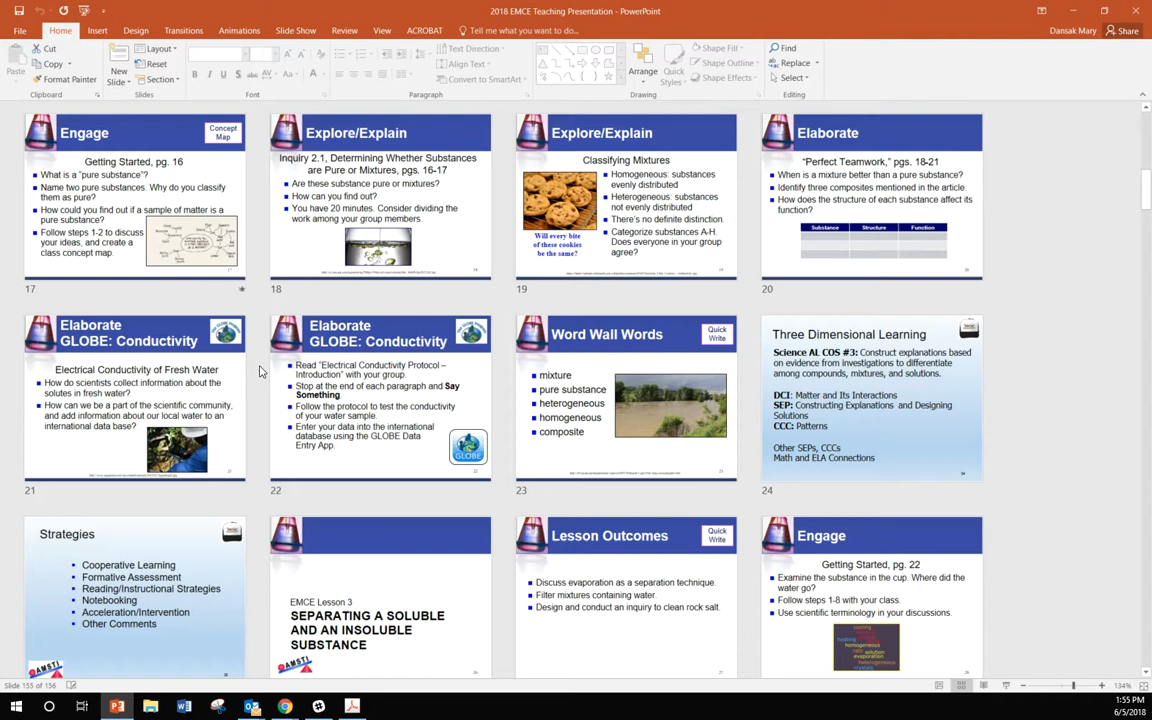 2018 EMCE Teaching Presentation - PowerPoint
File Home Insert Design Transitions Animations Slide Show Review View ACROBAT Tell me what you want to do... Dansak Mary Share
Paste
Cut
Copy
Format Painter
Clipboard
New Slide
Layout
Reset
Section
Slides
Font
Text Direction
Align Text
Convert to SmartArt
Paragraph
Arrange
Quick Styles
Shape Fill
Shape Outline
Shape Effects
Drawing
Find
Replace
Select
Editing
Engage
Concept Map
Getting Started, pg. 16
What is a "pure substance"?
Name two pure substances. Why do you classify
them as pure?
How could you find out if a sample of matter is a
pure substance?
Follow steps 1-2 to discuss
your ideas, and create a
class concept map.
17
17
Explore/Explain
Inquiry 2.1, Determining Whether Substances
are Pure or Mixtures, pgs. 16-17
Are these substance pure or mixtures?
How can you find out?
You have 20 minutes. Consider dividing the
work among your group members.
18
18
Explore/Explain
Classifying Mixtures
Will every bite
of these cookies
be the same?
Homogeneous: substances
evenly distributed
Heterogeneous: substances
not evenly distributed
There's no definite distinction.
Categorize substances A-H.
Does everyone in your group
agree?
19
19
Elaborate
"Perfect Teamwork," pgs. 18-21
When is a mixture better than a pure substance?
Identify three composites mentioned in the article.
How does the structure of each substance affect its
function?
Substance Structure Function
20
20
Elaborate
GLOBE: Conductivity
Electrical Conductivity of Fresh Water
How do scientists collect information about the
solutes in fresh water?
How can we be a part of the scientific community,
and add information about our local water to an
international data base?
21
21
Elaborate
GLOBE: Conductivity
Read "Electrical Conductivity Protocol –
Introduction" with your group.
Stop at the end of each paragraph and Say
Something.
Follow the protocol to test the conductivity
of your water sample.
Enter your data into the international
database using the GLOBE Data
Entry App.
GLOBE
22
22
Word Wall Words
Quick Write
mixture
pure substance
heterogeneous
homogeneous
composite
23
23
Three Dimensional Learning
Science AL COS #3: Construct explanations based
on evidence from investigations to differentiate
among compounds, mixtures, and solutions.
DCI: Matter and Its Interactions
SEP: Constructing Explanations and Designing
Solutions
CCC: Patterns
Other SEPs, CCCs
Math and ELA Connections
24
24
Strategies
Cooperative Learning
Formative Assessment
Reading/Instructional Strategies
Notebooking
Acceleration/Intervention
Other Comments
AMSTI
EMCE Lesson 3
SEPARATING A SOLUBLE
AND AN INSOLUBLE
SUBSTANCE
AMSTI
26
Lesson Outcomes
Quick Write
Discuss evaporation as a separation technique.
Filter mixtures containing water.
Design and conduct an inquiry to clean rock salt.
27
Engage
Getting Started, pg. 22
Examine the substance in the cup. Where did the
water go?
Follow steps 1-8 with your class.
Use scientific terminology in your discussions.
homogeneous
solution
evaporation
heterogeneous
crystals
28
Slide 155 of 156
134%
1:55 PM
6/5/2018